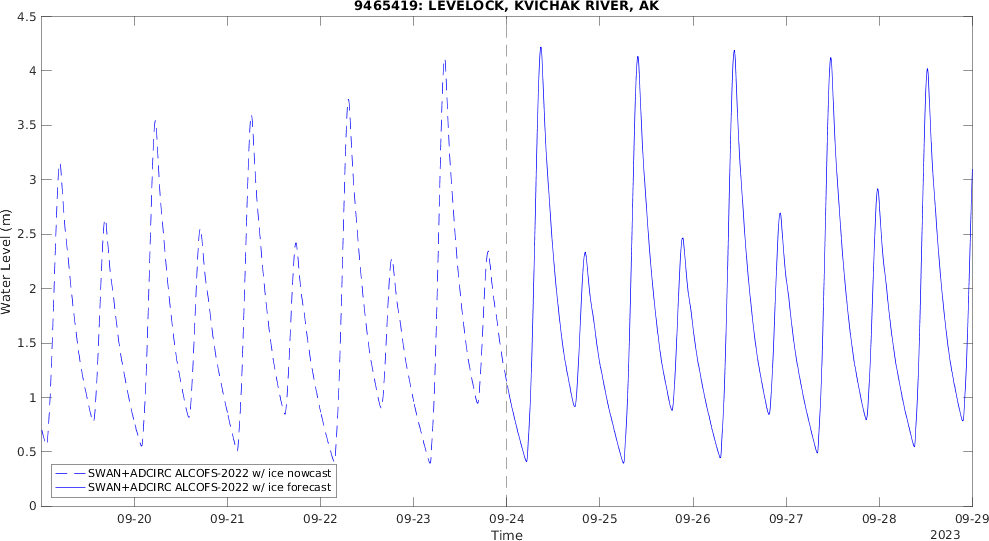 9465419: LEVELOCK, KVICHAK RIVER, AK
4.5
4
3.5
3
2.5
2
1.5
1
0.5
0
Water Level (m)
SWAN+ADCIRC ALCOFS-2022 w/ ice nowcast
SWAN+ADCIRC ALCOFS-2022 w/ ice forecast
09-20 09-21 09-22 09-23 09-24 09-25 09-26 09-27 09-28 09-29
Time
2023